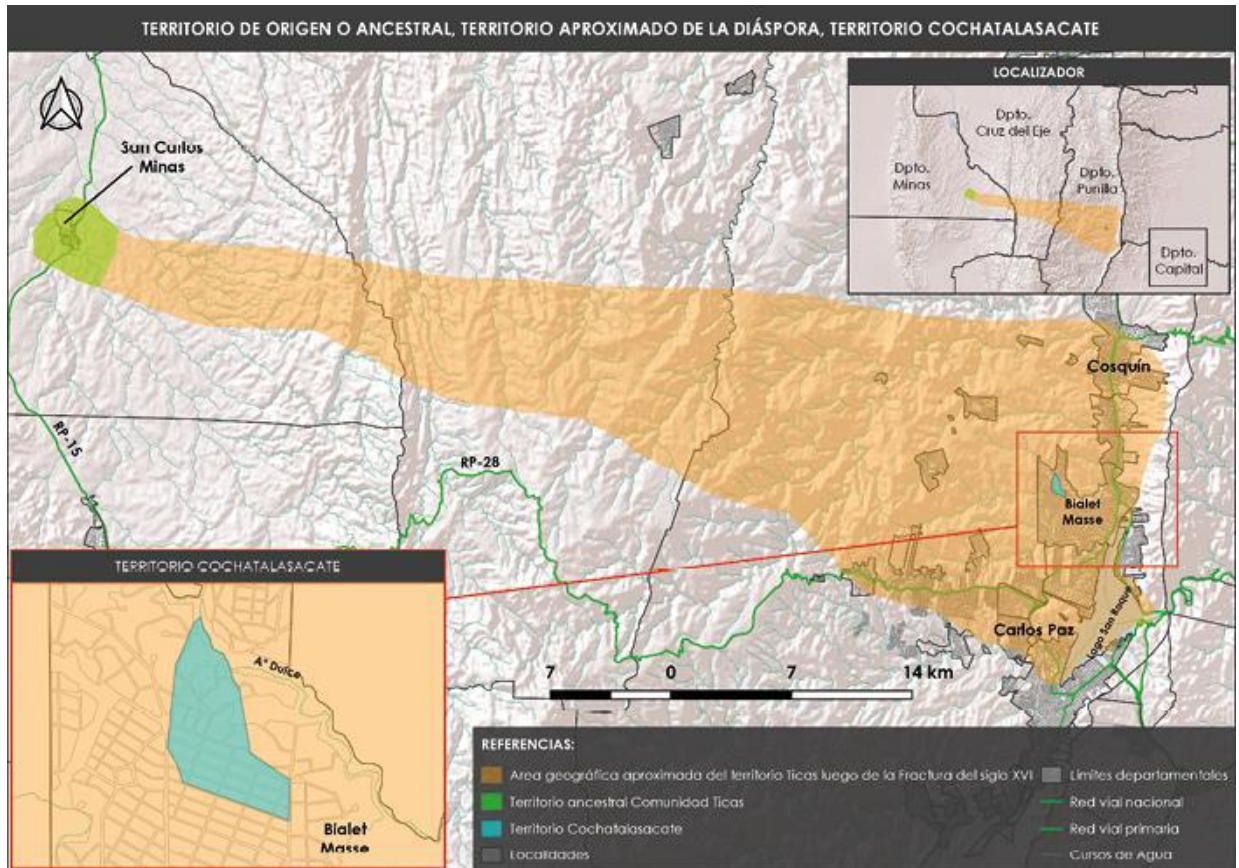 TERRITORIO DE ORIGEN O ANCESTRAL, TERRITORIO APROXIMADO DE LA DIÁSPORA, TERRITORIO COCHATALASACATE
San Carlos
Minas
LOCALIZADOR
Dpto.
Cruz del Eje
Dpto.
Minas
Dpto.
Punilla
Dpto.
Capital
Cosquín
RP-15
RP-28
Bialet
Masse
Carlos Paz
Lago San Roque
7 0 7 14 km
TERRITORIO COCHATALASACATE
A° Dulce
Bialet
Masse
REFERENCIAS:
Area geográfica aproximada del territorio Ticas luego de la Fractura del siglo XVI
Territorio ancestral Comunidad Ticas
Territorio Cochatalasacate
Localidades
Limites departamentales
Red vial nacional
Red vial primaria
Cursos de Agua